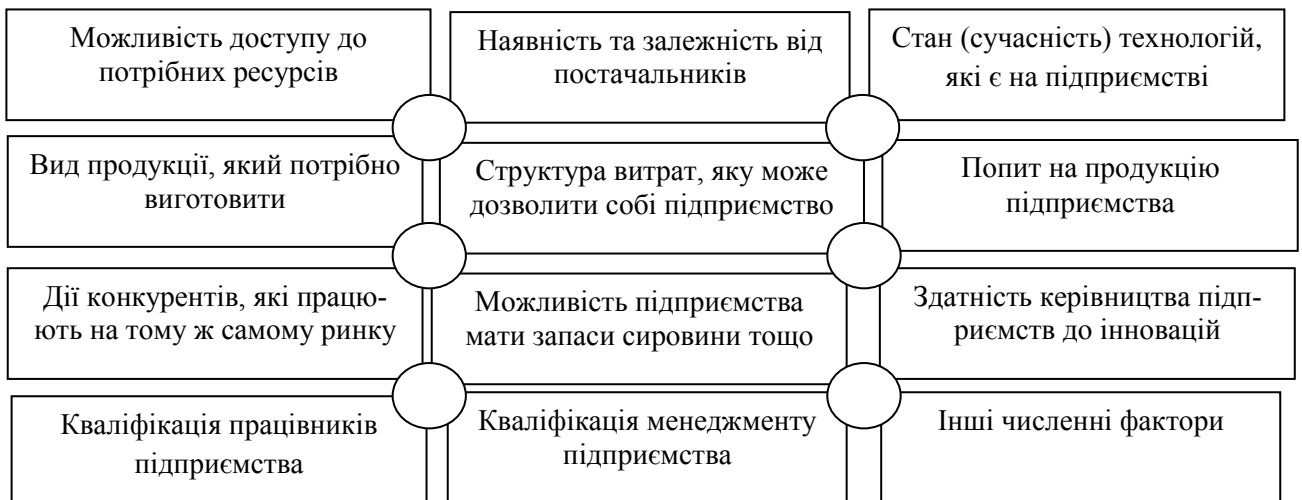 Можливість доступу до
потрібних ресурсів
Наявність та залежність від
постачальників
Стан (сучасність) технологій,
які є на підприємстві
Вид продукції, який потрібно
виготовити
Структура витрат, яку може
дозволити собі підприємство
Попит на продукцію
підприємства
Дії конкурентів, які працю-
ють на тому ж самому ринку
Можливість підприємства
мати запаси сировини тощо
Здатність керівництва підп-
риємств до інновацій
Кваліфікація працівників
підприємства
Кваліфікація менеджменту
підприємства
Інші численні фактори